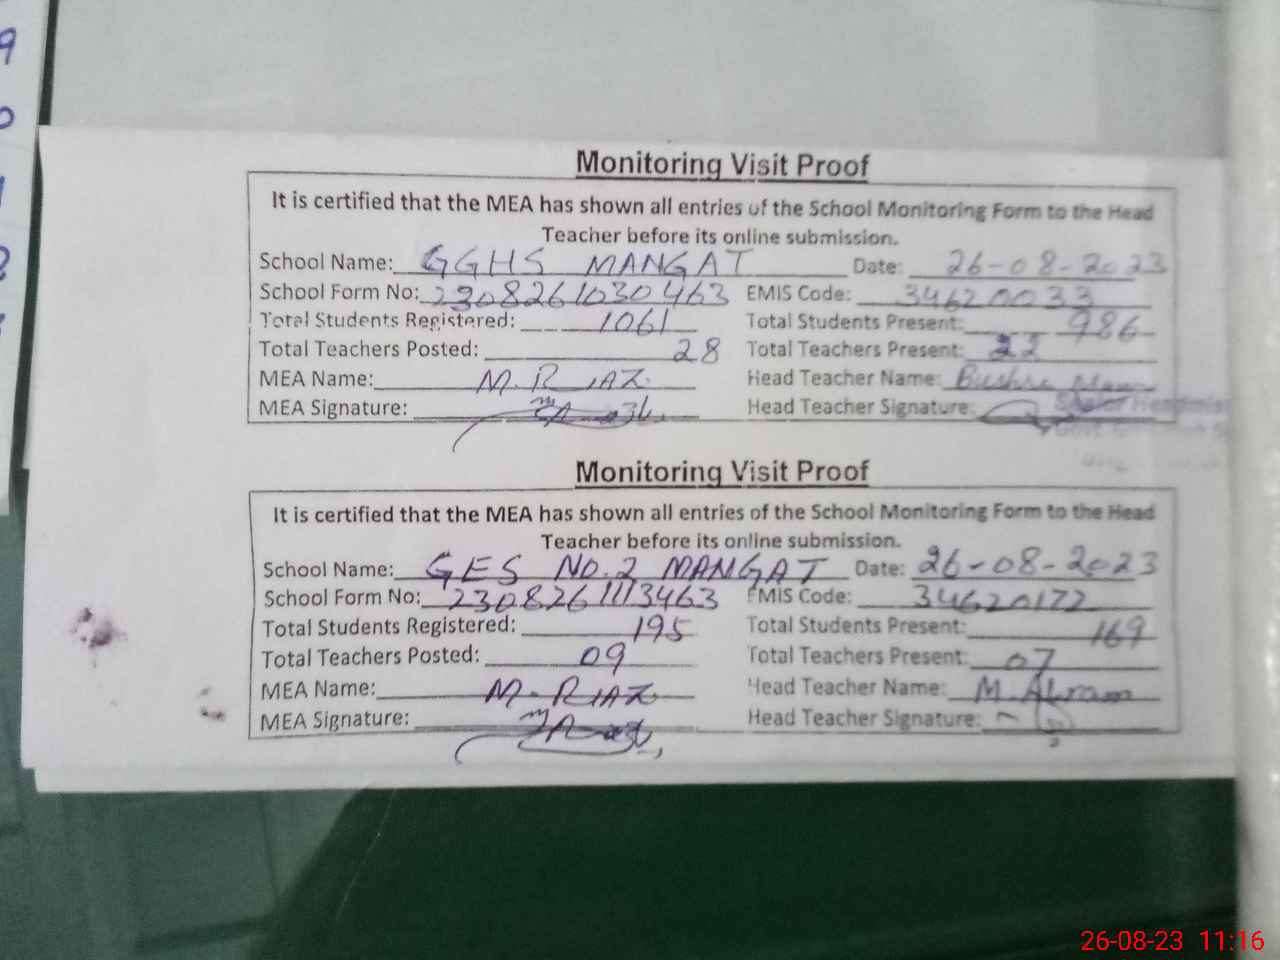 Monitoring Visit Proof
It is certified that the MEA has shown all entries of the School Monitoring Form to the Head
Teacher before its online submission.
School Name: GGHS MANGAT Date: 26-08-2023
School Form No: 2308261030463 EMIS Code: 34620033
Total Students Registered: 1061 Total Students Present: 986
Total Teachers Posted: 28 Total Teachers Present: 22
MEA Name: M. RIAZ Head Teacher Name: Bushra
MEA Signature: Head Teacher Signature:
Monitoring Visit Proof
It is certified that the MEA has shown all entries of the School Monitoring Form to the Head
Teacher before its online submission.
School Name: GES NO. 2 MANGAT Date: 26-08-2023
School Form No: 2308261113463 EMIS Code: 34620172
Total Students Registered: 195 Total Students Present: 169
Total Teachers Posted: 09 Total Teachers Present: 07
MEA Name: M. RIAZ Head Teacher Name: M. Akram
MEA Signature: Head Teacher Signature:
26-08-23 11:16